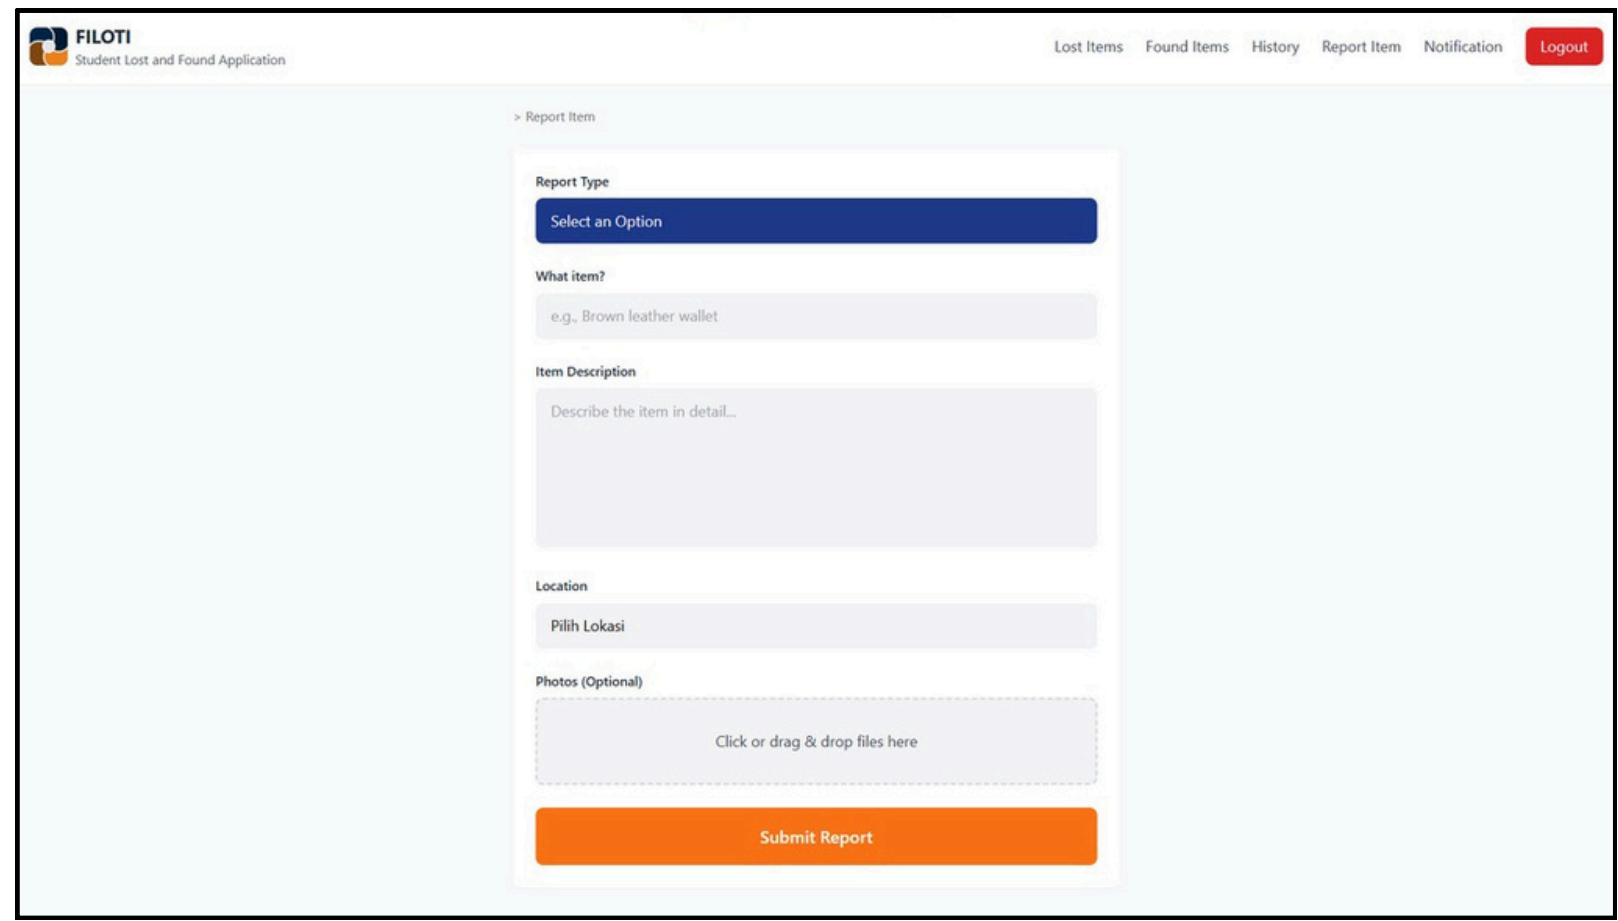 FILOTI
Student Lost and Found Application
Lost Items Found Items History Report Item Notification Logout
> Report Item
Report Type
Select an Option
What item?
e.g., Brown leather wallet
Item Description
Describe the item in detail...
Location
Pilih Lokasi
Photos (Optional)
Click or drag & drop files here
Submit Report